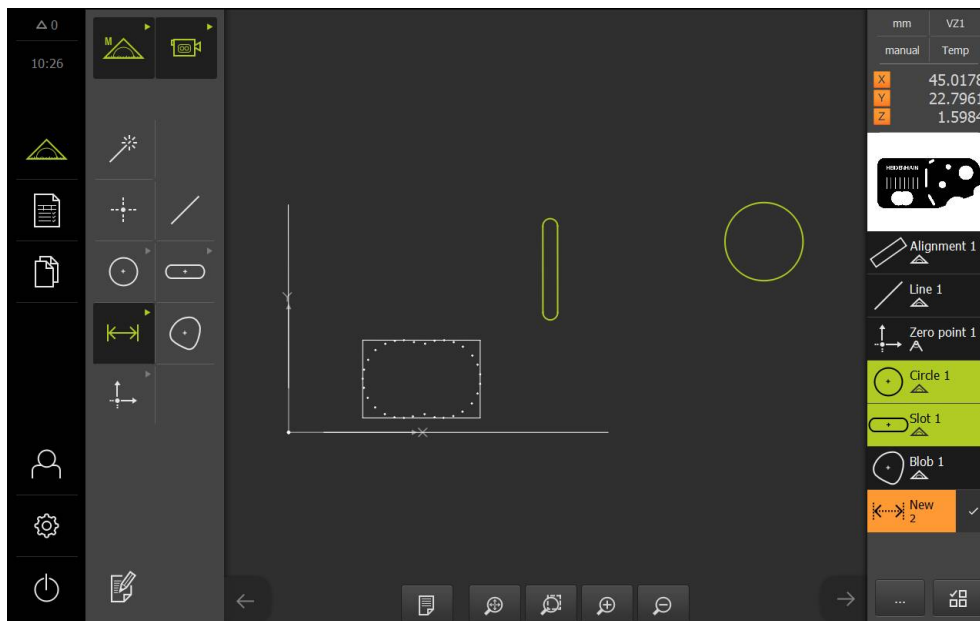 0
10:26
M
mm VZ1
manual Temp
X 45.0178
Y 22.7961
Z 1.5984
HEIDENHAIN
Alignment 1
Line 1
Zero point 1
Circle 1
Slot 1
Blob 1
New
2
Y
X
...